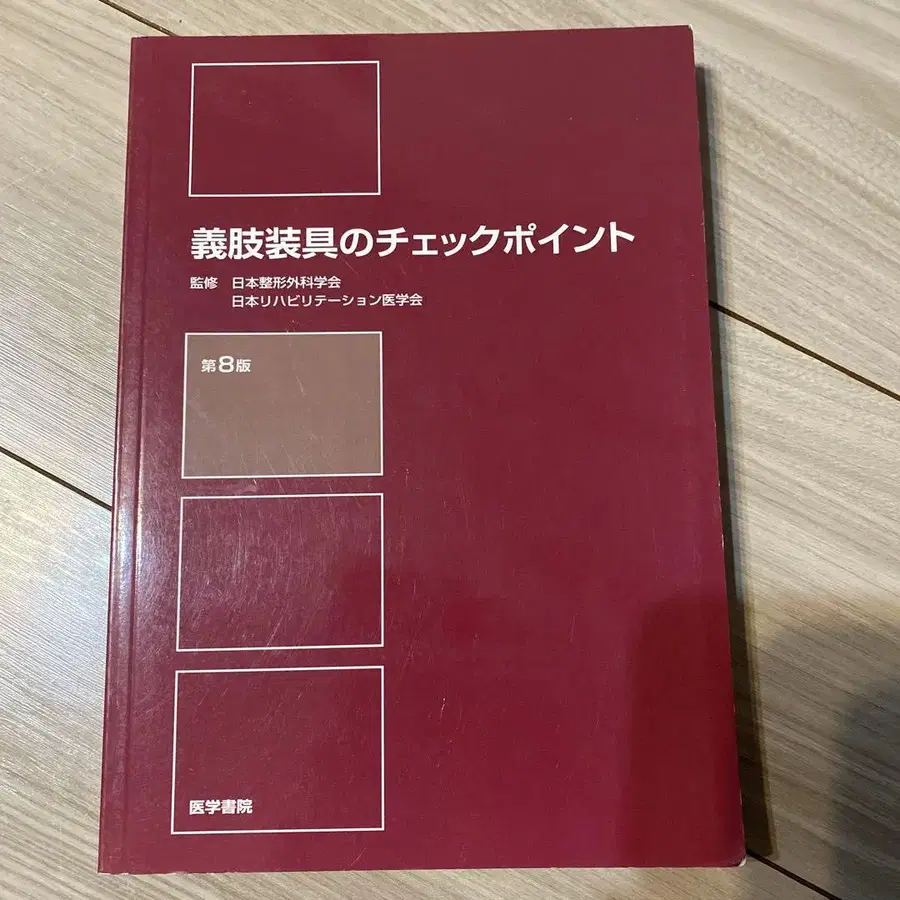 義肢装具のチェックポイント
監修 日本整形外科学会
日本リハビリテーション医学会
第8版
医学書院